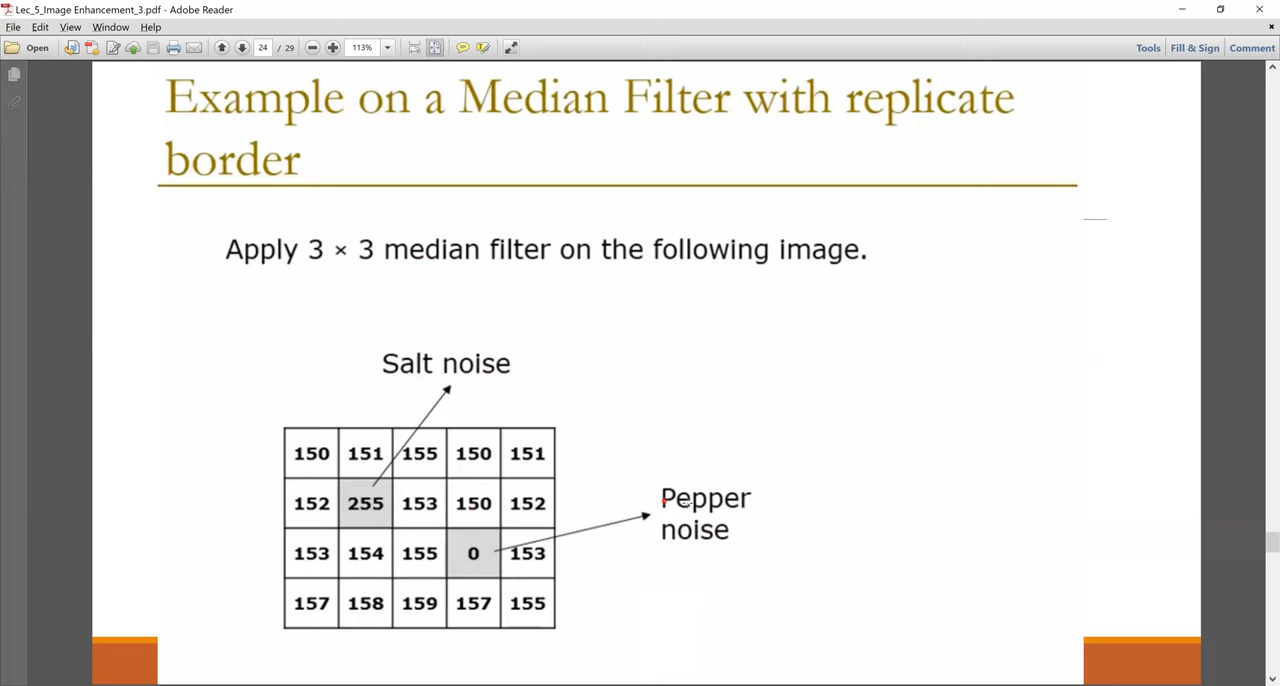 Lec_5_Image Enhancement_3.pdf - Adobe Reader
File Edit View Window Help
Open 24 / 29 113% Tools Fill & Sign Comment
Example on a Median Filter with replicate
border
Apply 3 × 3 median filter on the following image.
Salt noise
150 151 155 150 151
152 255 153 150 152
153 154 155 0 153
157 158 159 157 155
Pepper
noise